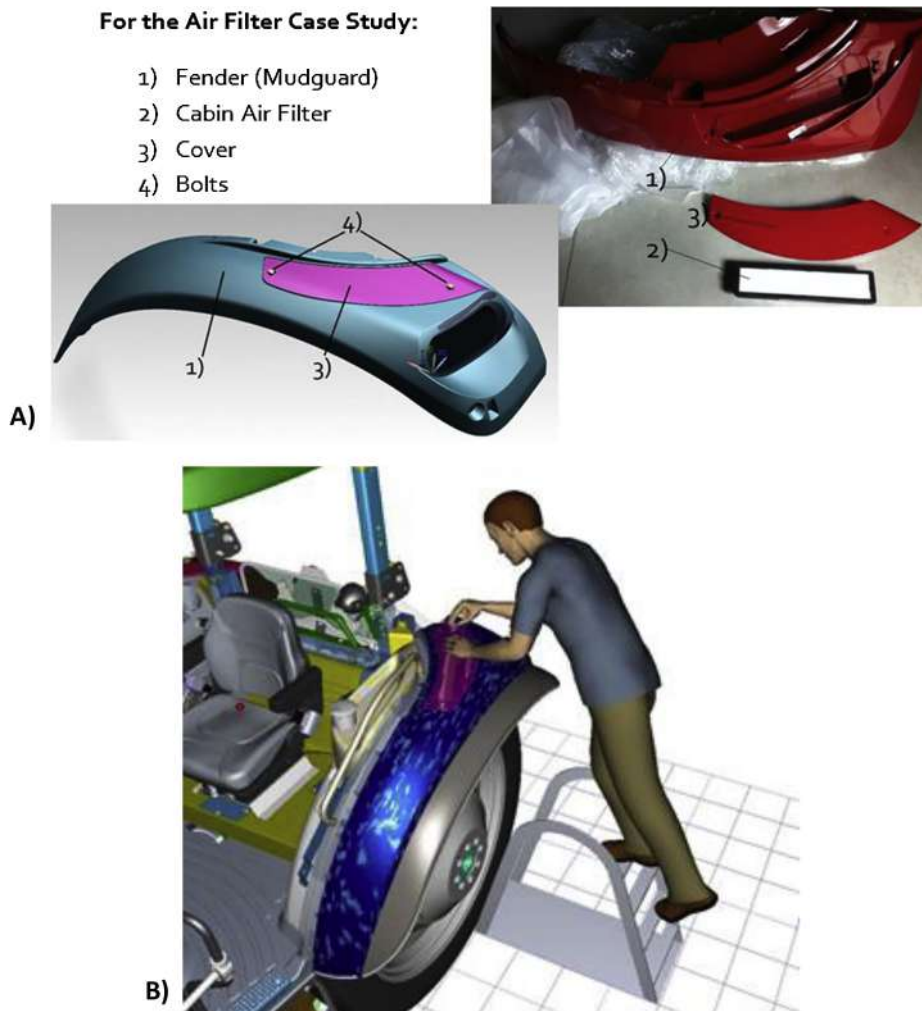 For the Air Filter Case Study:
1) Fender (Mudguard)
2) Cabin Air Filter
3) Cover
4) Bolts
1)
3)
2)
4)
1)
3)
A)
B)